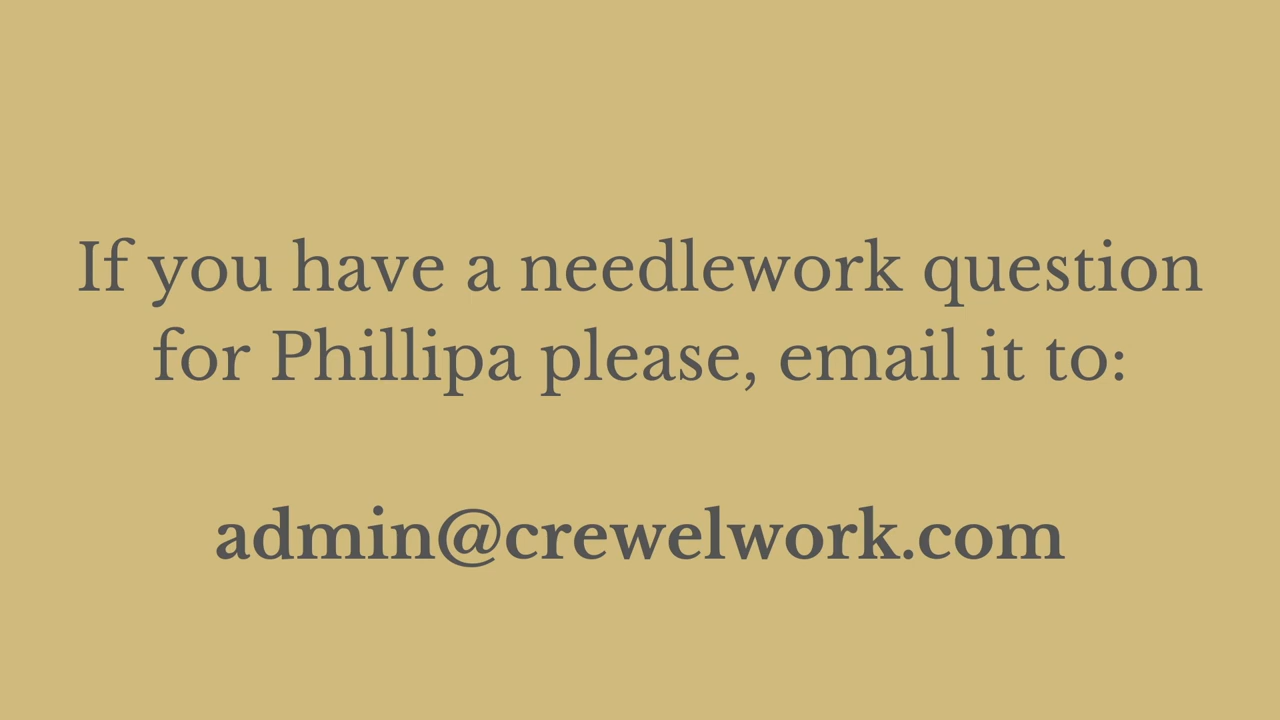 If you have a needlework question
for Phillipa please, email it to:
admin@crewelwork.com